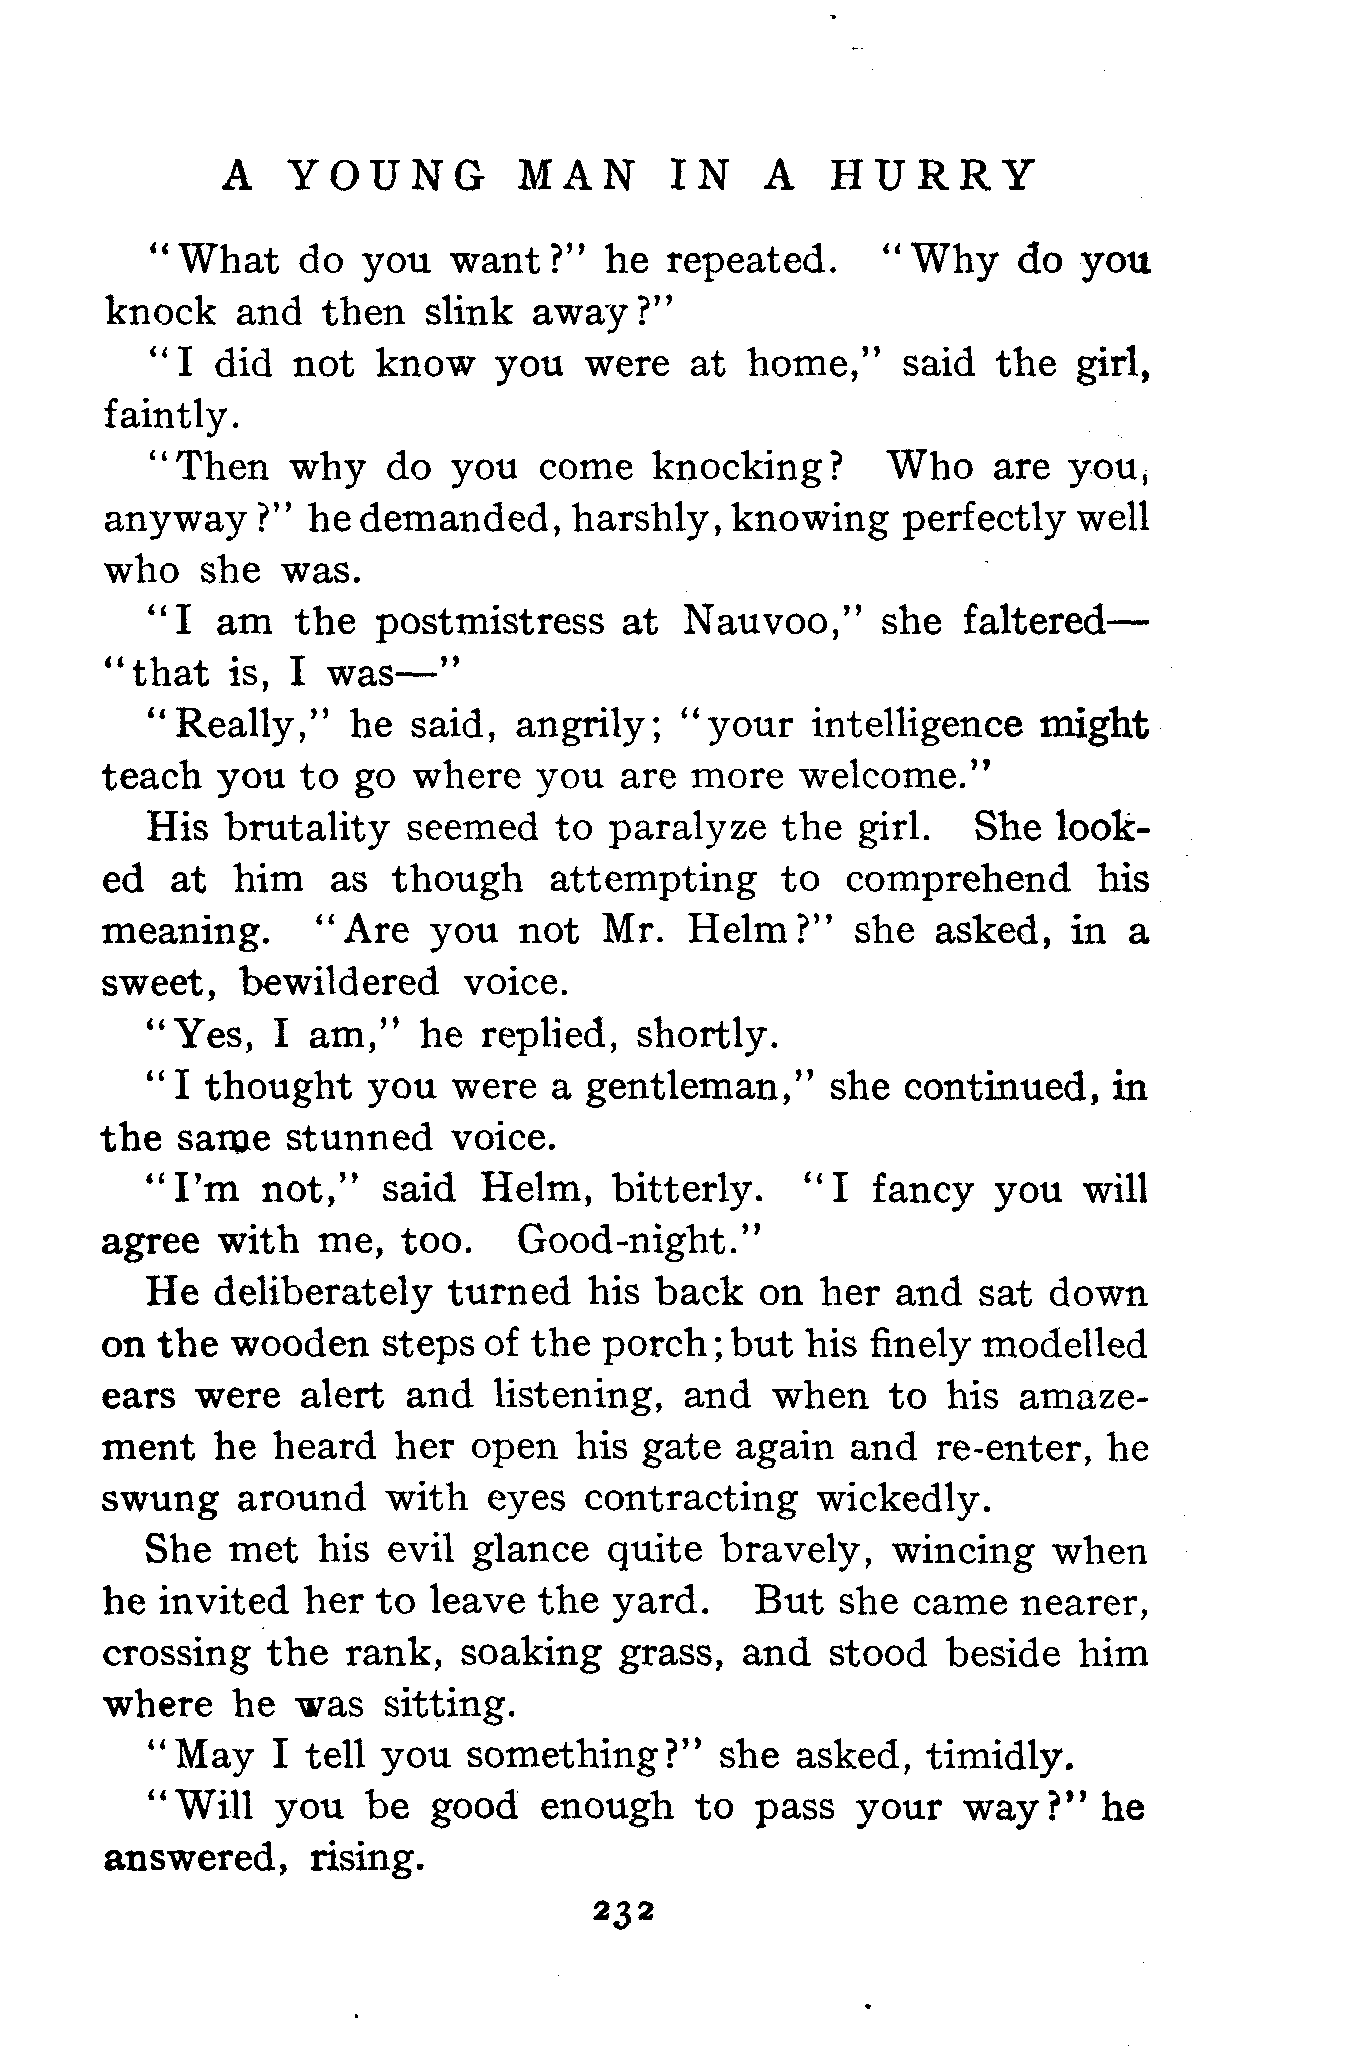 A YOUNG MAN IN A HURRY
"What do you want?" he repeated. "Why do you
knock and then slink away?"
"I did not know you were at home," said the girl,
faintly.
"Then why do you come knocking? Who are you,
anyway?" he demanded, harshly, knowing perfectly well
who she was.
"I am the postmistress at Nauvoo," she faltered—
"that is, I was—"
"Really," he said, angrily; "your intelligence might
teach you to go where you are more welcome."
His brutality seemed to paralyze the girl. She look-
ed at him as though attempting to comprehend his
meaning. "Are you not Mr. Helm?" she asked, in a
sweet, bewildered voice.
"Yes, I am," he replied, shortly.
"I thought you were a gentleman," she continued, in
the same stunned voice.
"I'm not," said Helm, bitterly. "I fancy you will
agree with me, too. Good-night."
He deliberately turned his back on her and sat down
on the wooden steps of the porch; but his finely modelled
ears were alert and listening, and when to his amaze-
ment he heard her open his gate again and re-enter, he
swung around with eyes contracting wickedly.
She met his evil glance quite bravely, wincing when
he invited her to leave the yard. But she came nearer,
crossing the rank, soaking grass, and stood beside him
where he was sitting.
"May I tell you something?" she asked, timidly.
"Will you be good enough to pass your way?" he
answered, rising.
232